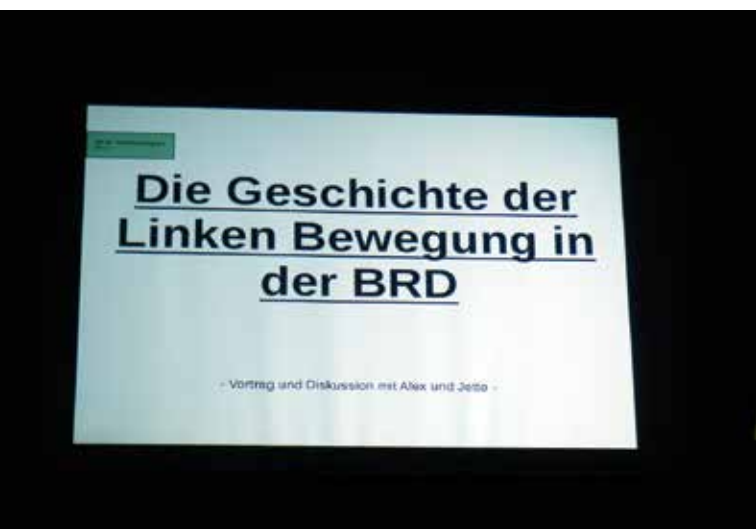 Die Geschichte der
Linken Bewegung in
der BRD
- Vortrag und Diskussion mit Alex und Jette -